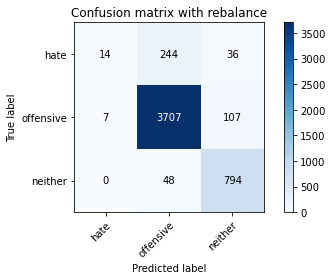 Confusion matrix with rebalance
True label
hate 14 244 36
offensive 7 3707 107
neither 0 48 794
hate offensive neither
Predicted label
3500
3000
2500
2000
1500
1000
500
0